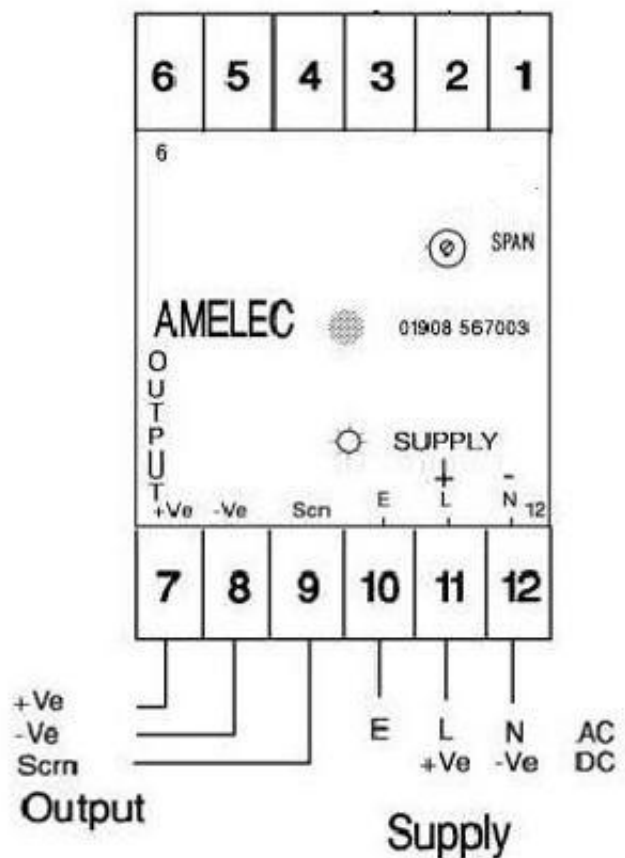 6 5 4 3 2 1
6
SPAN
AMELEC 01908 567003
OUTPUT
SUPPLY
+ -
+Ve -Ve Scn E L N 12
7 8 9 10 11 12
+Ve
-Ve
Scrn
Output
E L N AC
+Ve -Ve DC
Supply